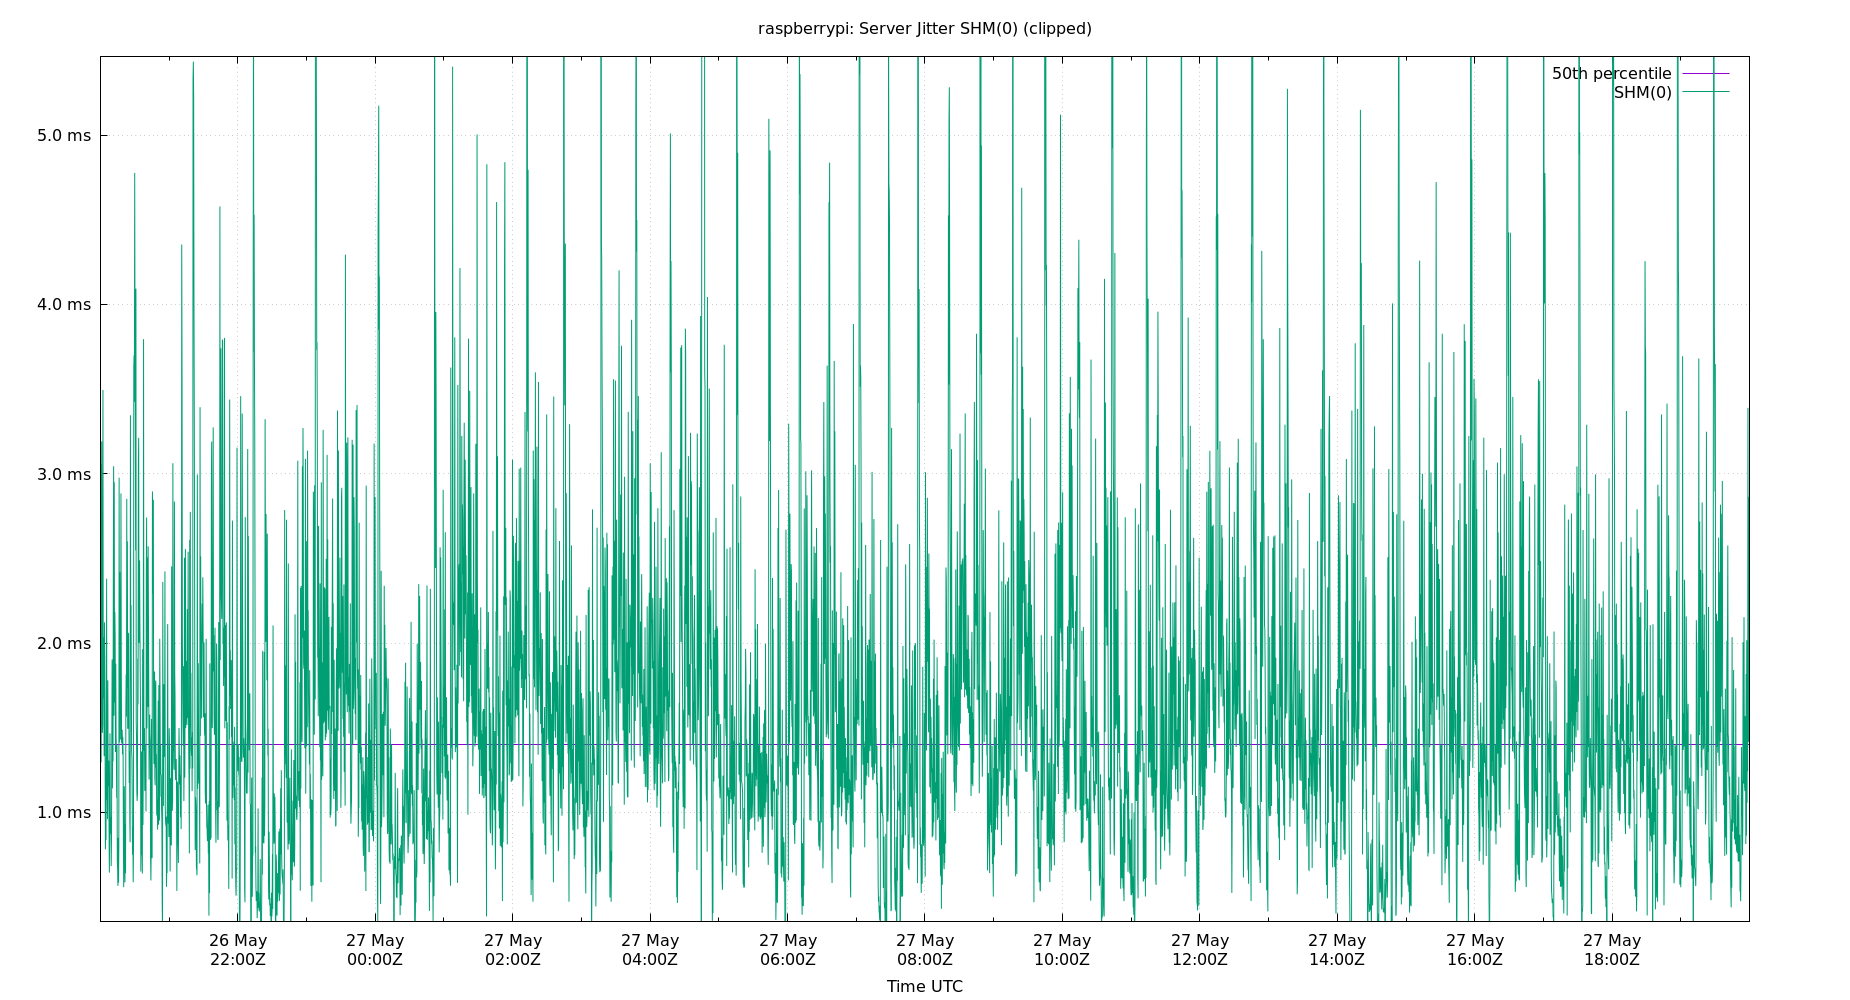 raspberrypi: Server Jitter SHM(0) (clipped)
50th percentile
SHM(0)
5.0 ms
4.0 ms
3.0 ms
2.0 ms
1.0 ms
26 May 27 May 27 May 27 May 27 May 27 May 27 May 27 May 27 May 27 May 27 May
22:00Z 00:00Z 02:00Z 04:00Z 06:00Z 08:00Z 10:00Z 12:00Z 14:00Z 16:00Z 18:00Z
Time UTC